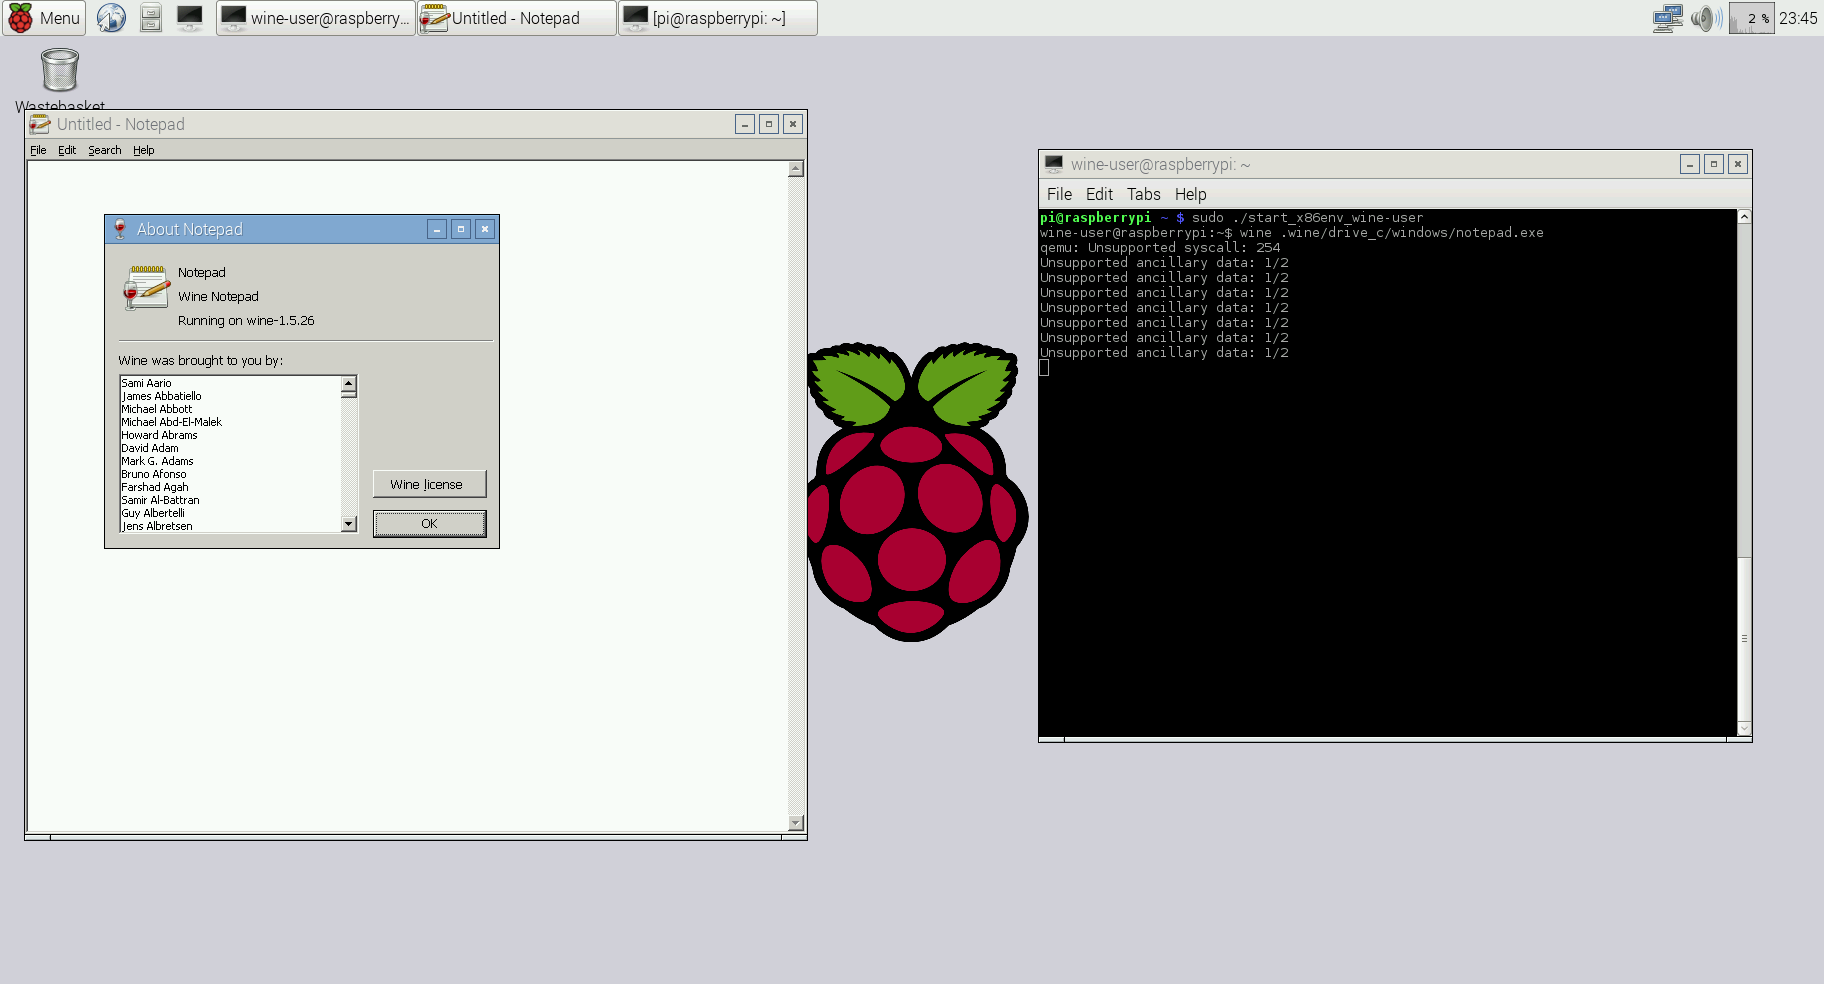 Menu
wine-user@raspberry...
Untitled - Notepad
[pi@raspberrypi: ~]
2 %
23:45
Wastebasket
Untitled - Notepad
File Edit Search Help
About Notepad
Notepad
Wine Notepad
Running on wine-1.5.26
Wine was brought to you by:
Sami Aario
James Abbatiello
Michael Abbott
Michael Abd-El-Malek
Howard Abrams
David Adam
Mark G. Adams
Bruno Afonso
Farshad Agah
Samir Al-Battran
Guy Albertelli
Jens Albretsen
Wine license
OK
wine-user@raspberrypi: ~
File Edit Tabs Help
pi@raspberrypi ~ $ sudo ./start_x86env_wine-user
wine-user@raspberrypi:~$ wine .wine/drive_c/windows/notepad.exe
qemu: Unsupported syscall: 254
Unsupported ancillary data: 1/2
Unsupported ancillary data: 1/2
Unsupported ancillary data: 1/2
Unsupported ancillary data: 1/2
Unsupported ancillary data: 1/2
Unsupported ancillary data: 1/2
Unsupported ancillary data: 1/2